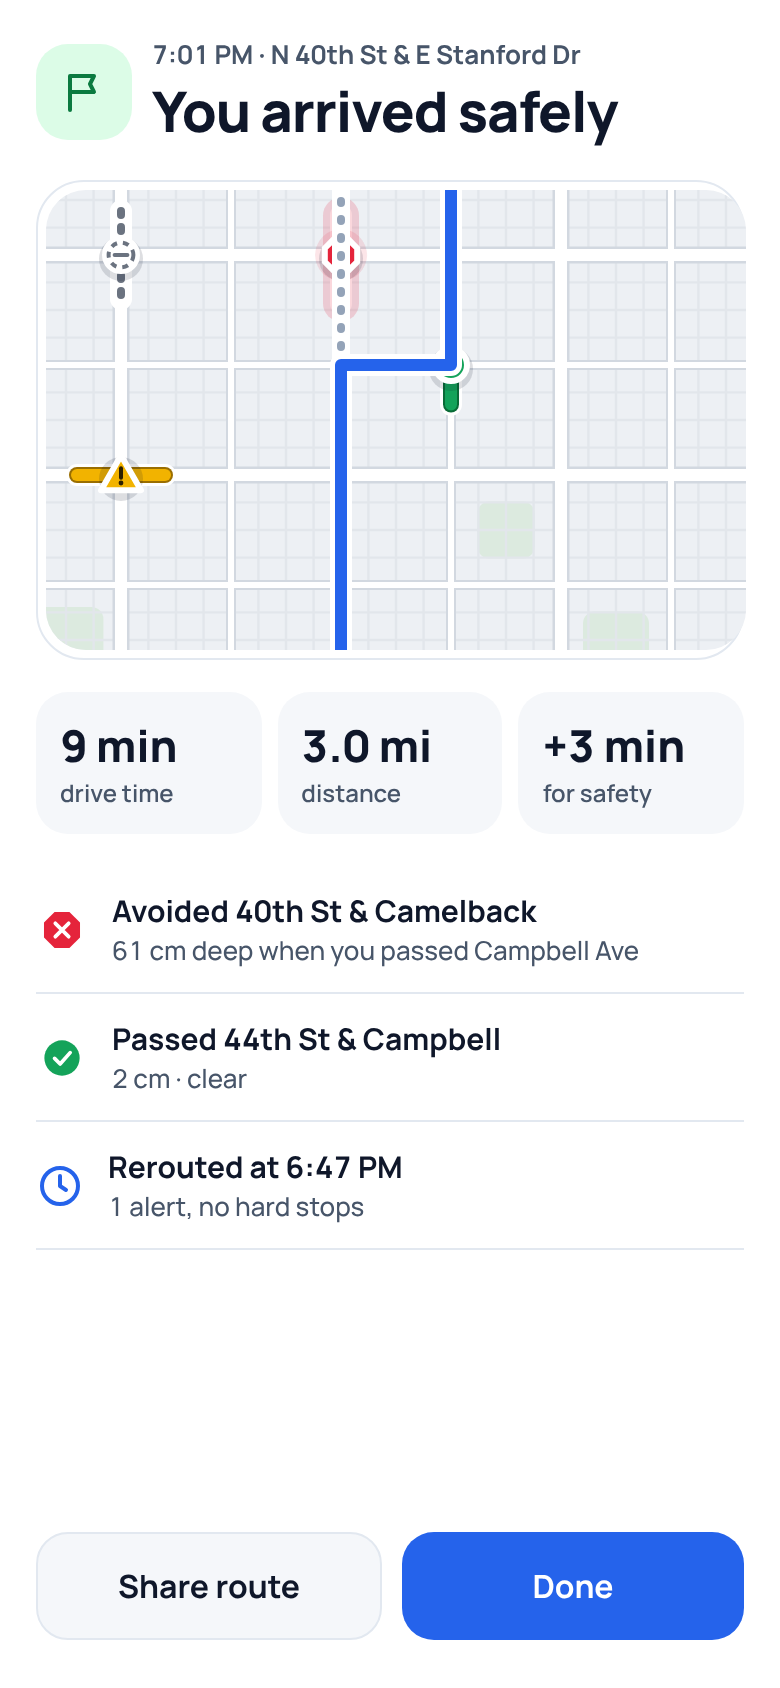 7:01 PM · N 40th St & E Stanford Dr
You arrived safely
9 min
drive time
3.0 mi
distance
+3 min
for safety
Avoided 40th St & Camelback
61 cm deep when you passed Campbell Ave
Passed 44th St & Campbell
2 cm · clear
Rerouted at 6:47 PM
1 alert, no hard stops
Share route
Done